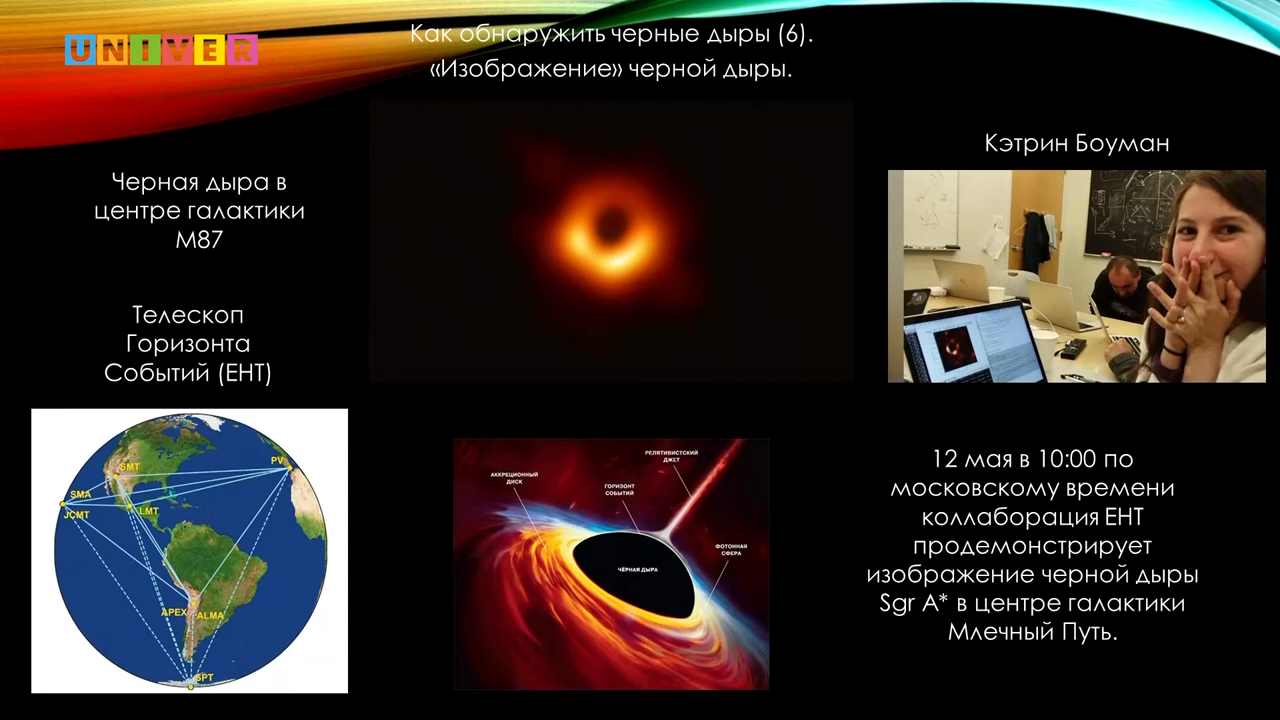 UNIVER
Как обнаружить черные дыры (6).
«Изображение» черной дыры.
Черная дыра в
центре галактики
M87
Кэтрин Боуман
Телескоп
Горизонта
Событий (EHT)
SMT
PV
SMA
JCMT
LMT
APEX
ALMA
SPT
РЕЛЯТИВИСТСКИЙ
ДЖЕТ
АККРЕЦИОННЫЙ
ДИСК
ГОРИЗОНТ
СОБЫТИЙ
ФОТОННАЯ
СФЕРА
ЧЁРНАЯ ДЫРА
12 мая в 10:00 по
московскому времени
коллаборация EHT
продемонстрирует
изображение черной дыры
Sgr A* в центре галактики
Млечный Путь.